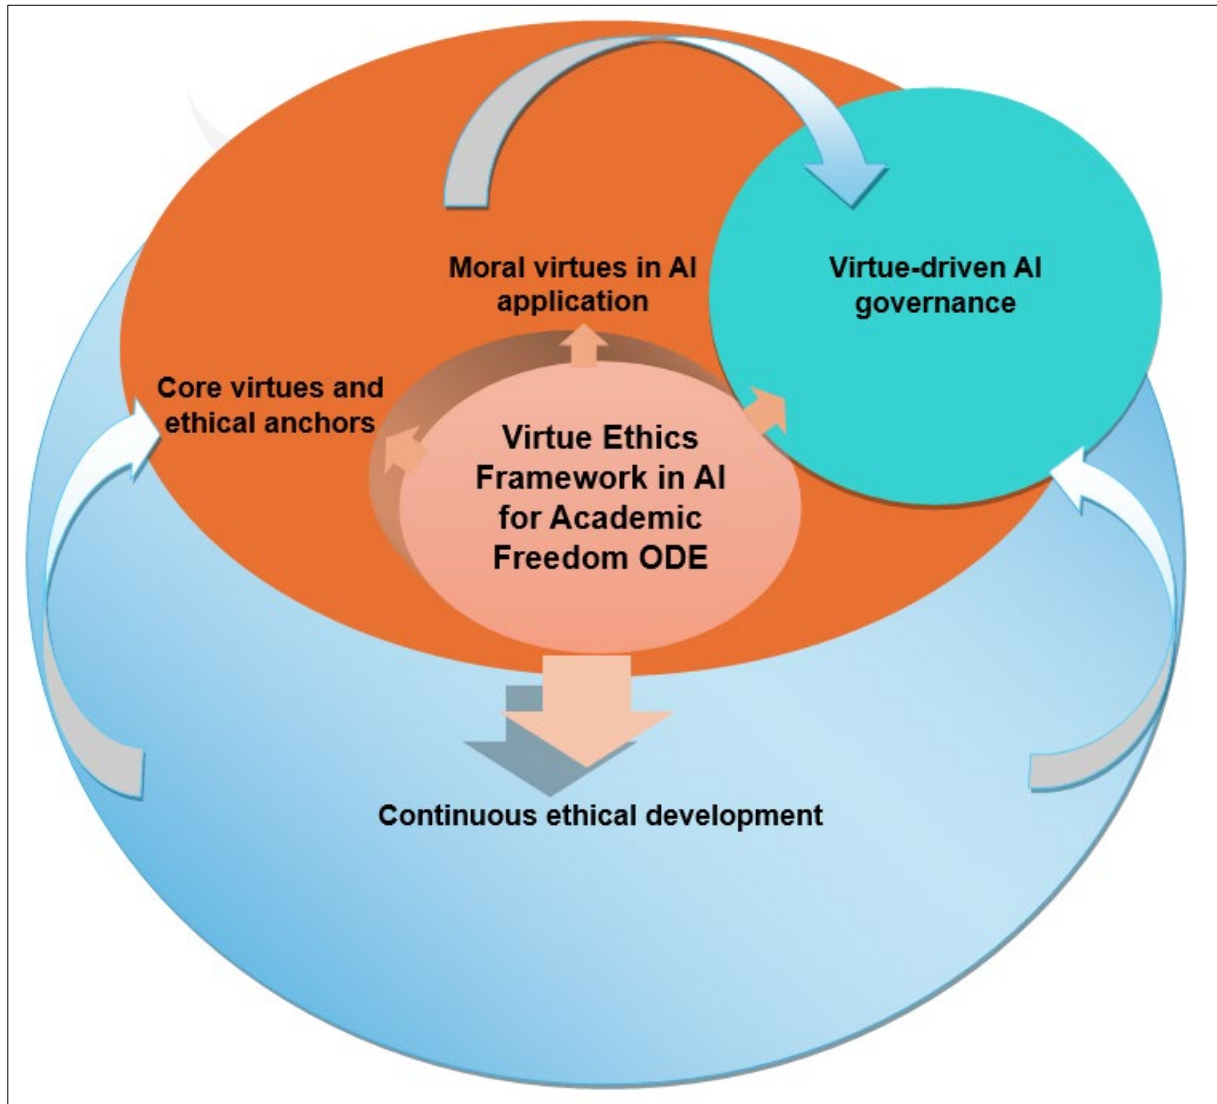 Moral virtues in AI
application
Virtue-driven AI
governance
Core virtues and
ethical anchors
Virtue Ethics
Framework in AI
for Academic
Freedom ODE
Continuous ethical development